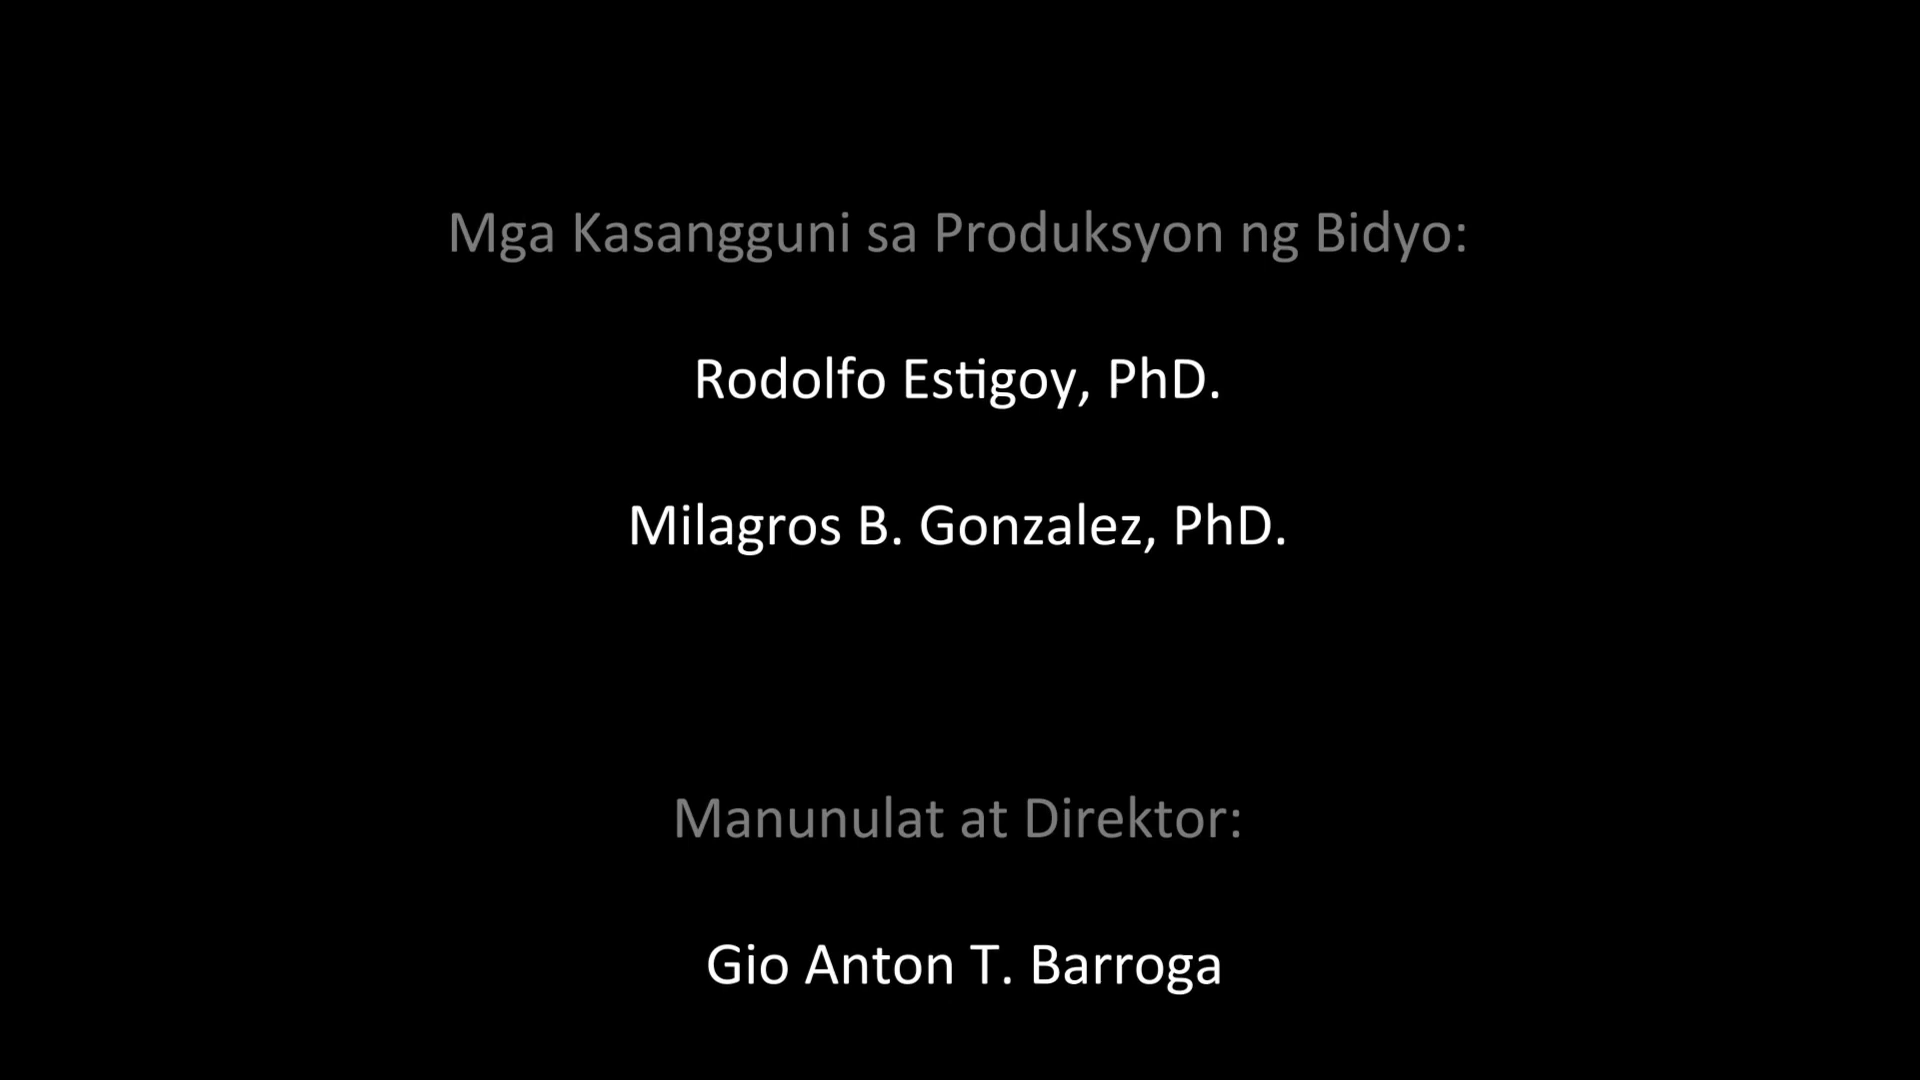 Mga Kasangguni sa Produksyon ng Bidyo:
Rodolfo Estigoy, PhD.
Milagros B. Gonzalez, PhD.
Manunulat at Direktor:
Gio Anton T. Barroga